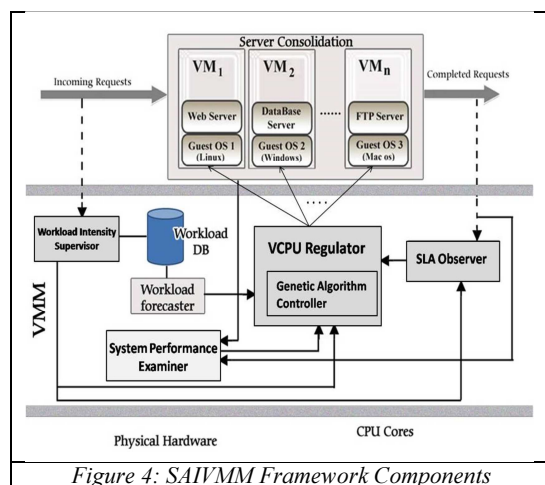 Server Consolidation
Incoming Requests
Completed Requests
VM1
Web Server
Guest OS 1
(Linux)
VM2
DataBase
Server
Guest OS 2
(Windows)
......
VMn
FTP Server
Guest OS 3
(Mac os)
....
VMM
Workload Intensity
Supervisor
Workload
DB
Workload
forecaster
VCPU Regulator
Genetic Algorithm
Controller
SLA Observer
System Performance
Examiner
Physical Hardware
CPU Cores
Figure 4: SAIVMM Framework Components